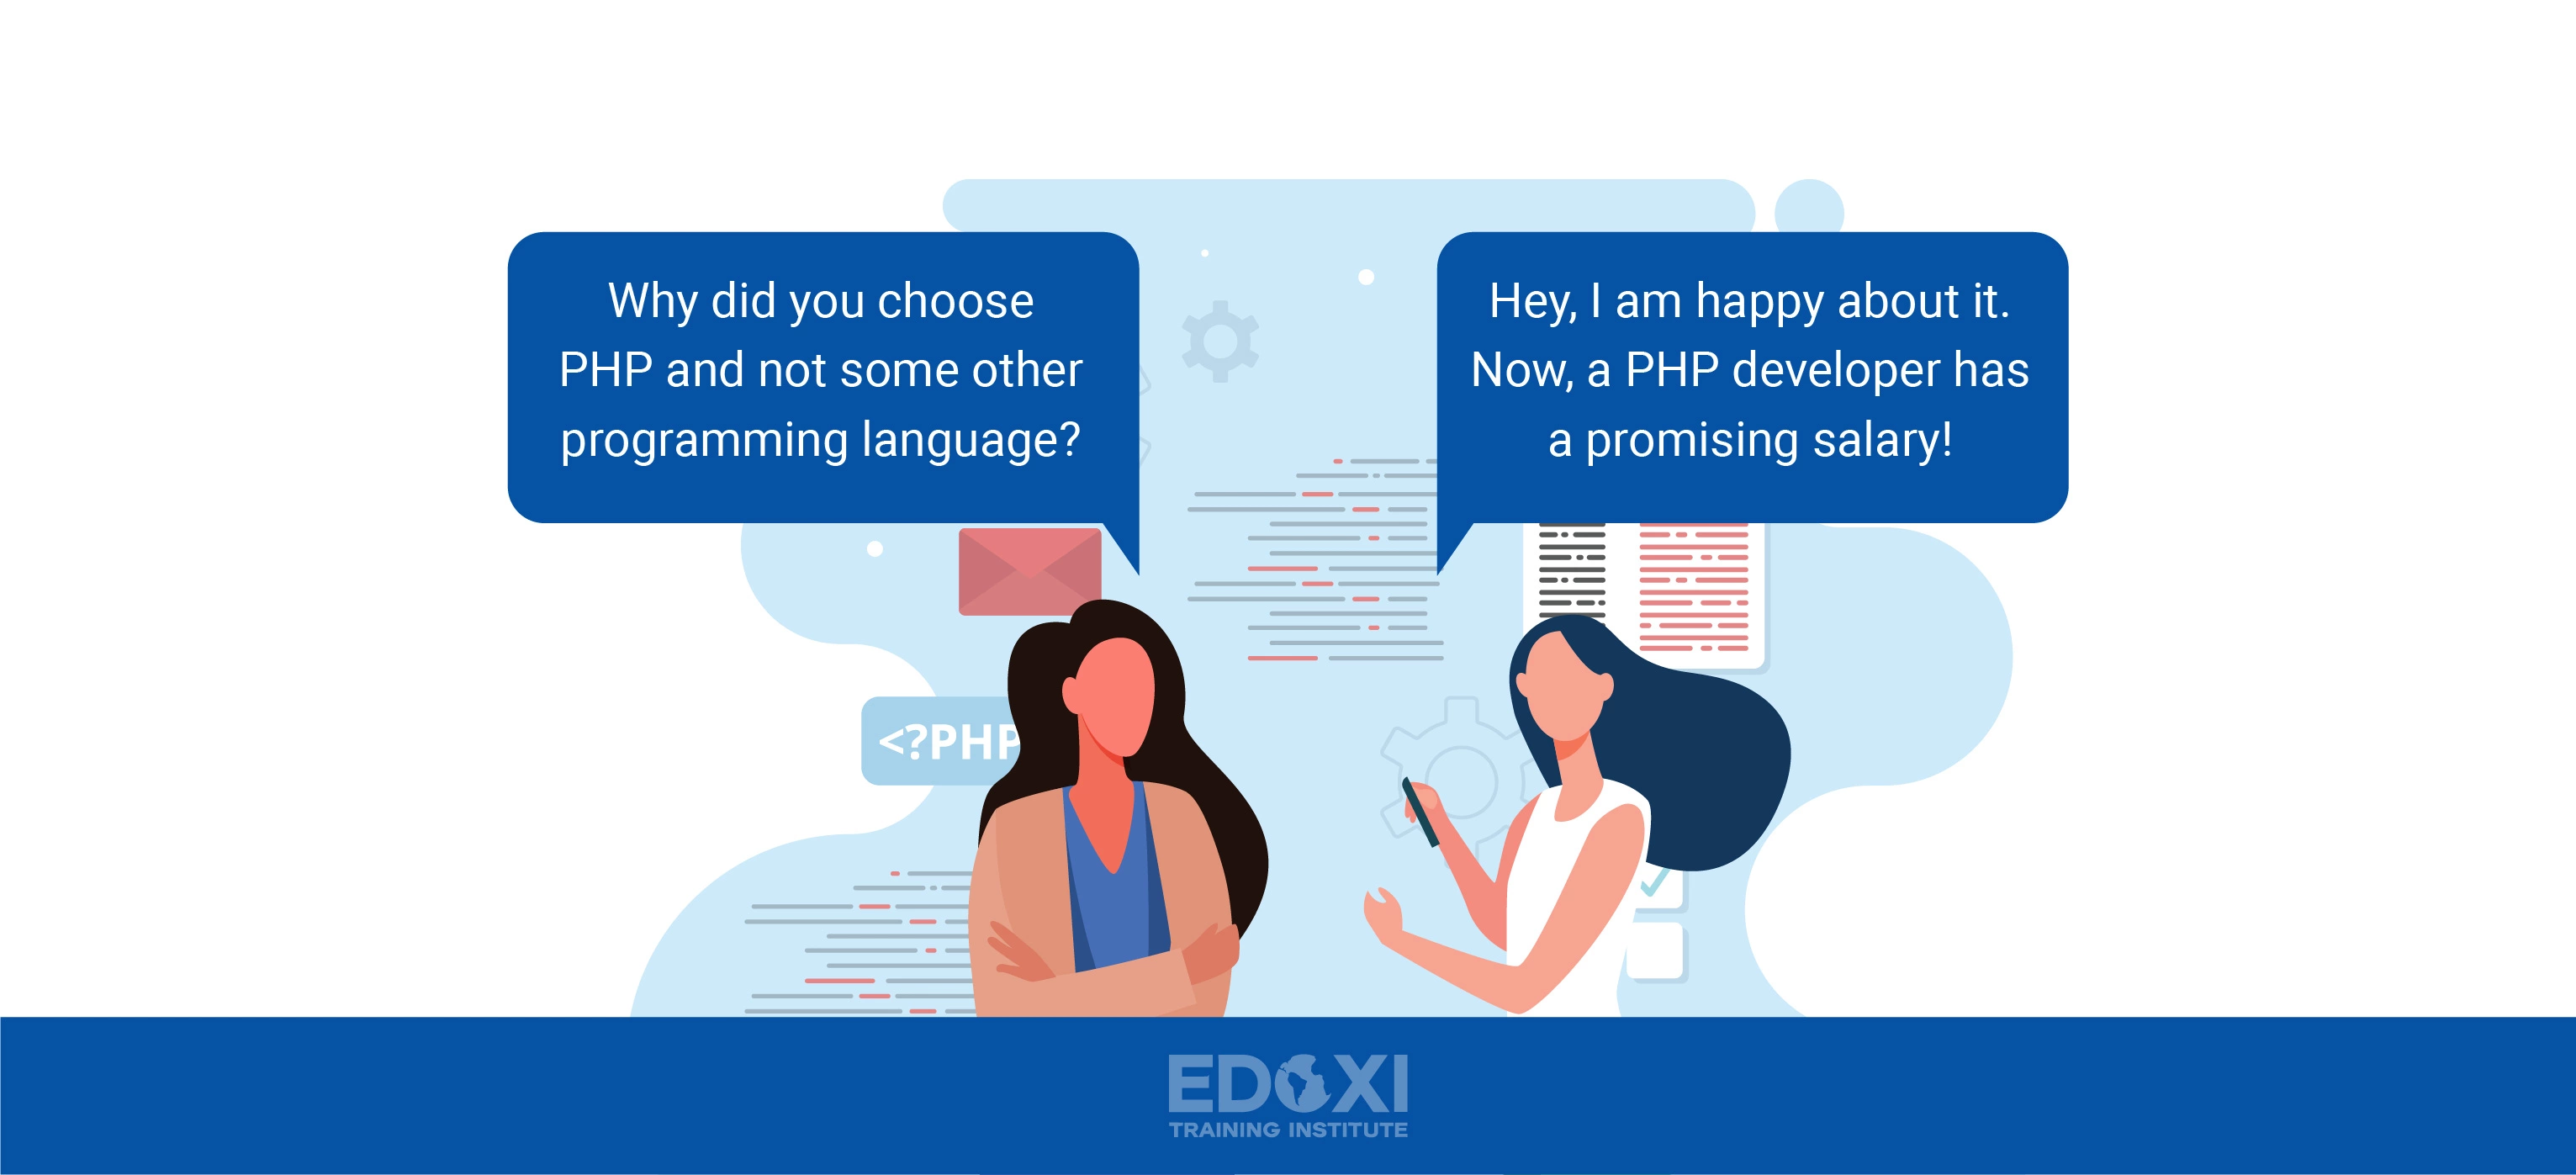 Why did you choose
PHP and not some other
programming language?
Hey, I am happy about it.
Now, a PHP developer has
a promising salary!
<?PHP
EDOXI
TRAINING INSTITUTE